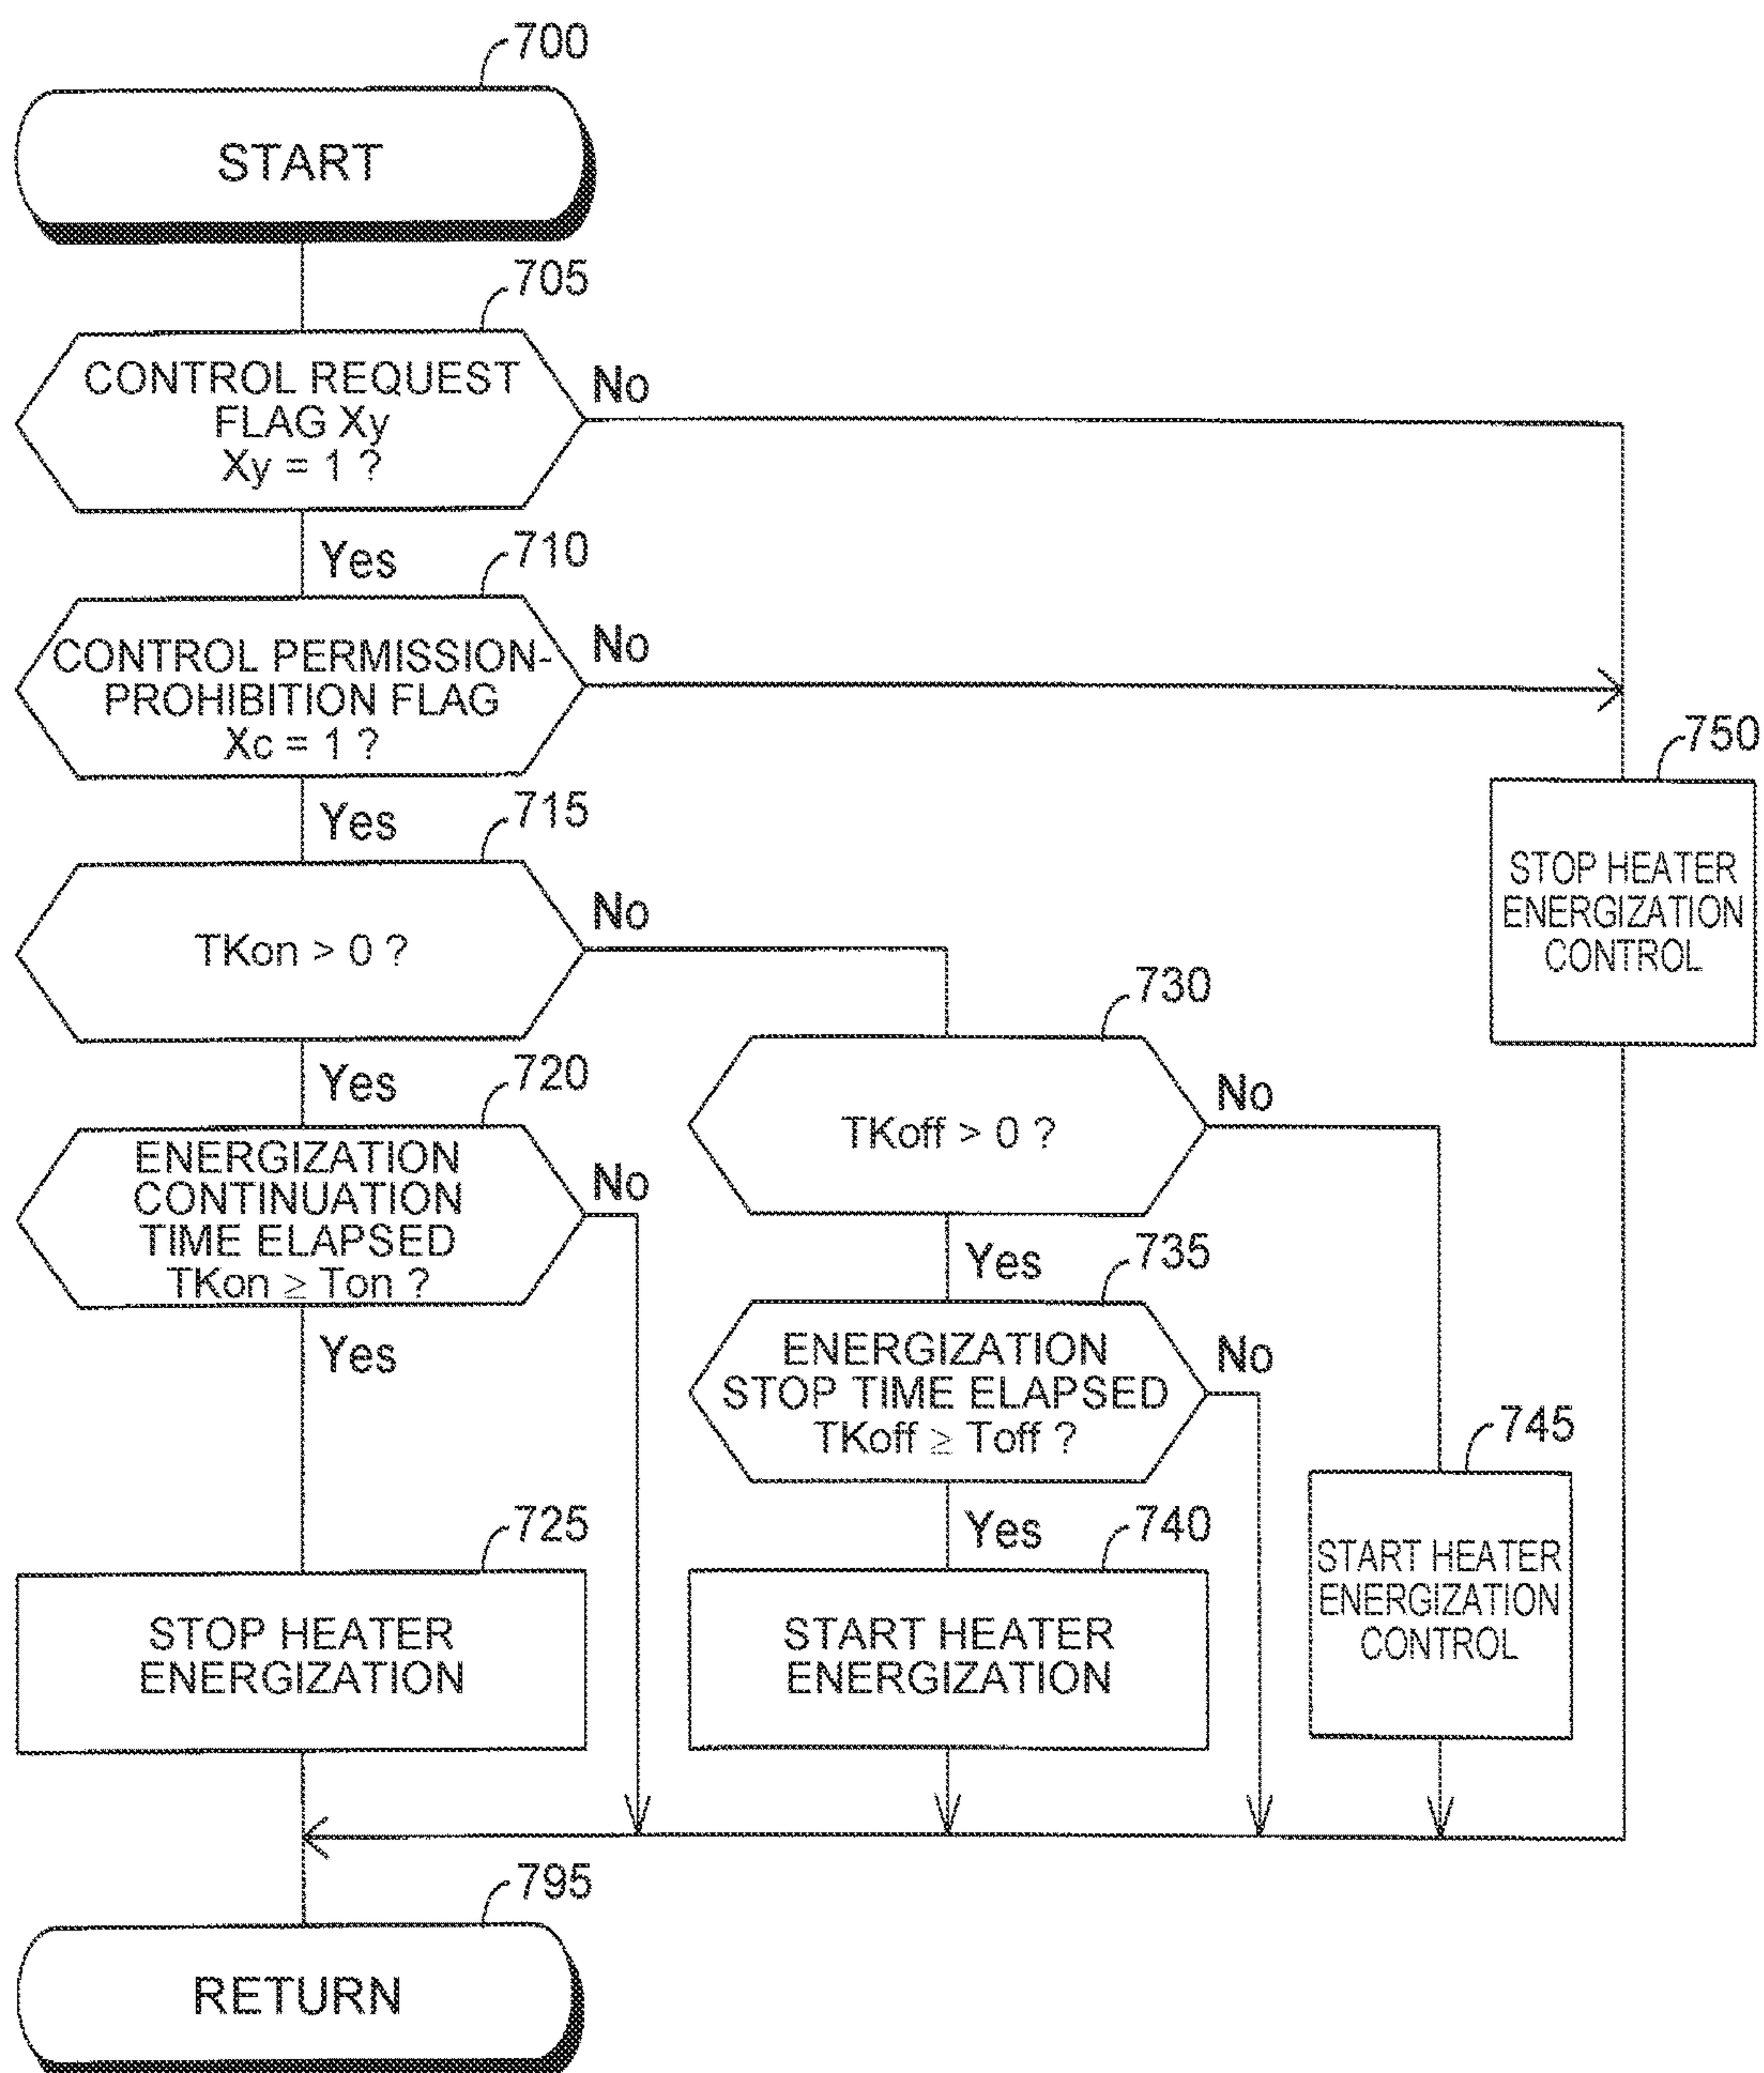 700
START
705
CONTROL REQUEST
FLAG Xy
Xy = 1 ?
No
Yes
710
CONTROL PERMISSION-
PROHIBITION FLAG
Xc = 1 ?
No
Yes
750
STOP HEATER
ENERGIZATION
CONTROL
715
TKon > 0 ?
No
Yes
730
TKoff > 0 ?
No
Yes
720
ENERGIZATION
CONTINUATION
TIME ELAPSED
TKon ≥ Ton ?
No
Yes
735
ENERGIZATION
STOP TIME ELAPSED
TKoff ≥ Toff ?
No
Yes
745
START HEATER
ENERGIZATION
CONTROL
725
STOP HEATER
ENERGIZATION
740
START HEATER
ENERGIZATION
795
RETURN